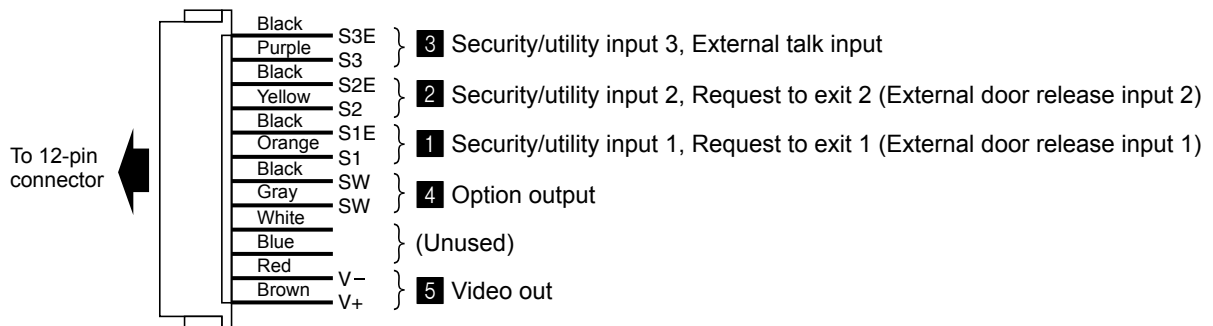 Black
S3E
Purple
S3
3 Security/utility input 3, External talk input
Black
S2E
Yellow
S2
2 Security/utility input 2, Request to exit 2 (External door release input 2)
Black
S1E
Orange
S1
1 Security/utility input 1, Request to exit 1 (External door release input 1)
To 12-pin
connector
Black
SW
Gray
SW
4 Option output
White
Blue
(Unused)
Red
V−
Brown
V+
5 Video out